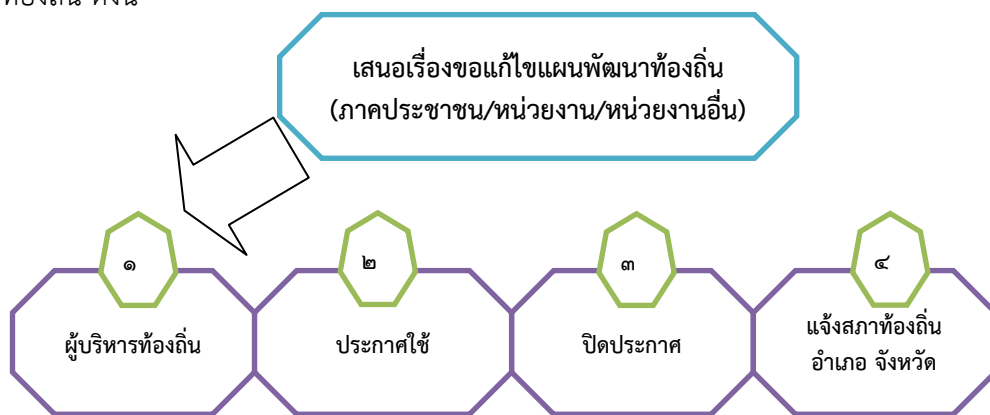 เสนอเรื่องขอแก้ไขแผนพัฒนาท้องถิ่น
(ภาคประชาชน/หน่วยงาน/หน่วยงานอื่น)
๑
ผู้บริหารท้องถิ่น
๒
ประกาศใช้
๓
ปิดประกาศ
๔
แจ้งสภาท้องถิ่น
อำเภอ จังหวัด